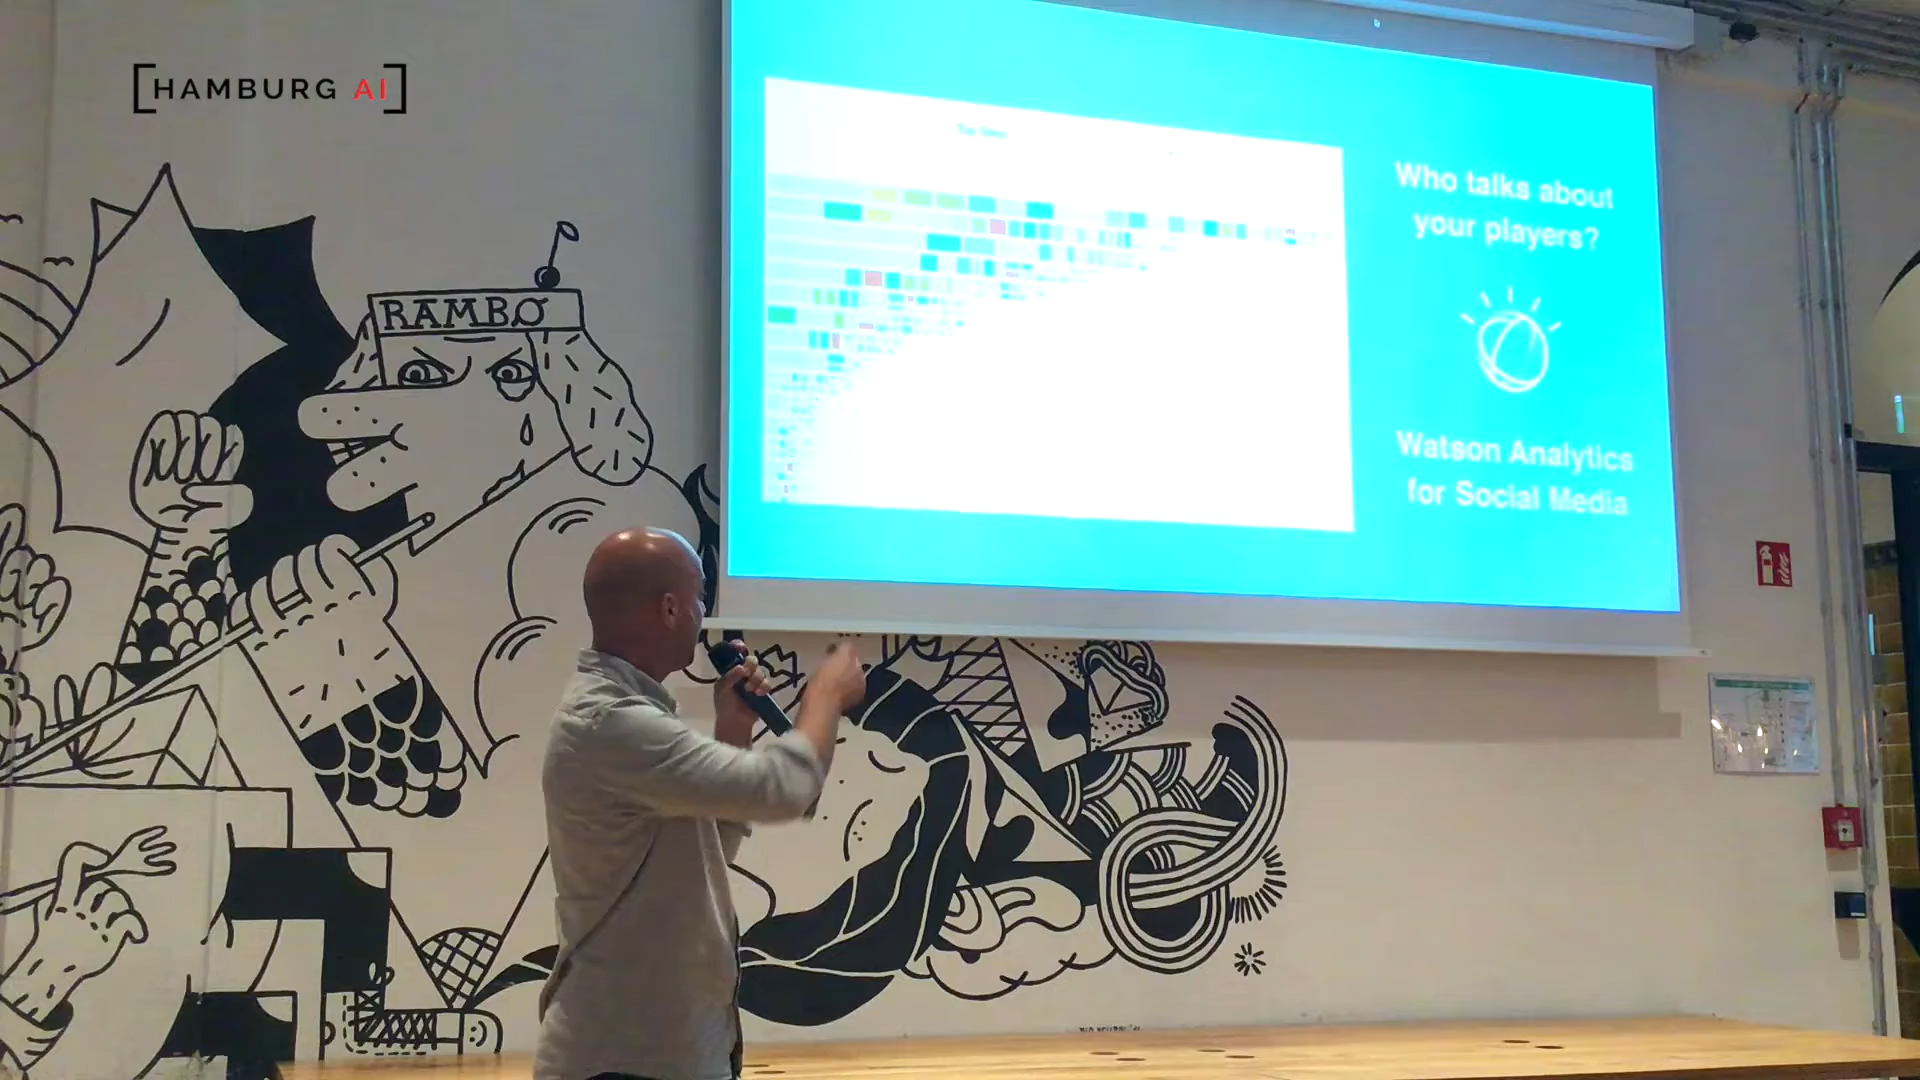 [HAMBURG AI]
RAMBO
Who talks about
your players?
Watson Analytics
for Social Media